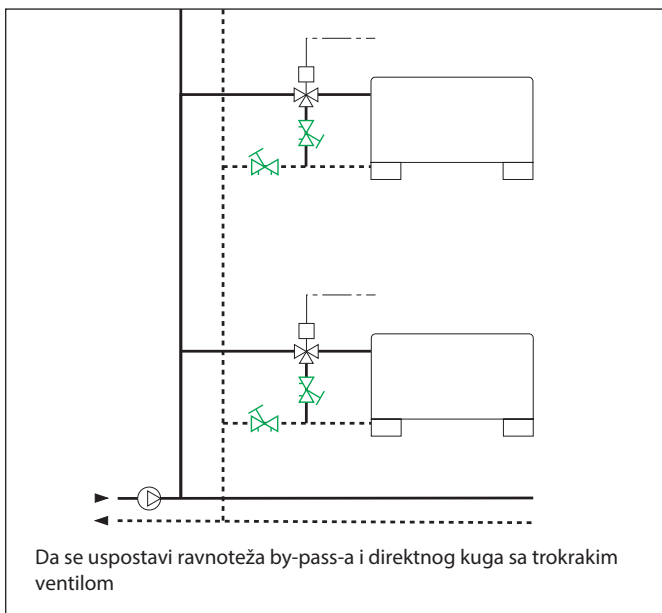 Da se uspostavi ravnoteža by-pass-a i direktnog kuga sa trokrakim
ventilom